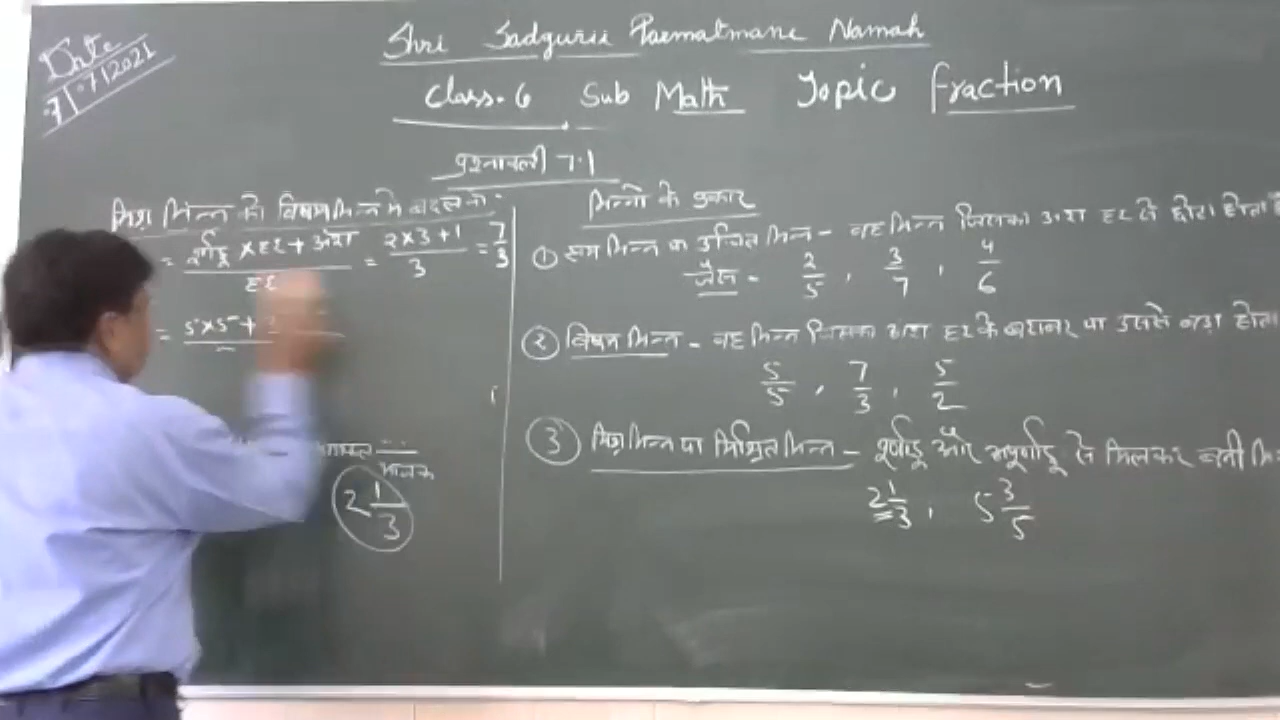 Date
7/07/2021
Shri Sadguru Parmatmane Namah
Class. 6 Sub Math Topic fraction
प्रश्नावली 7.1
मिश्र भिन्न को विषम भिन्न में बदलना-
= पूर्णाङ्क × हर + अंश / हर = 2×3+1 / 3 = 7/3
= 5×5+
2 1/3
भिन्नो के प्रकार
① सम भिन्न या उचित भिन्न - वह भिन्न जिसका अंश हर से छोटा होता
जैसे - 2/5 , 3/7 , 4/6
② विषम भिन्न - वह भिन्न जिसका अंश हर के बराबर या उससे बड़ा होता
5/5 , 7/3 , 5/2
③ मिश्र भिन्न या मिश्रित भिन्न - पूर्णाङ्क और अपूर्णाङ्क से मिलकर बनी
2 1/3 , 5 3/5